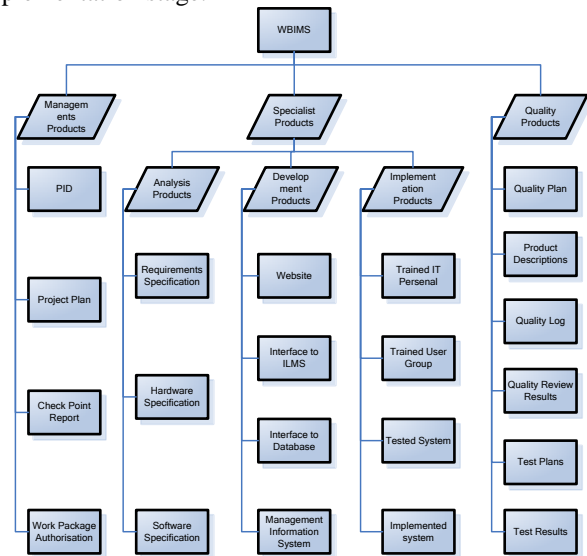 plementation stage.
WBIMS
Managem
ents
Products
Specialist
Products
Quality
Products
PID
Project Plan
Check Point
Report
Work Package
Authorisation
Analysis
Products
Requirements
Specification
Hardware
Specification
Software
Specification
Develop
ment
Products
Website
Interface to
ILMS
Interface to
Database
Management
Information
System
Implement
ation
Products
Trained IT
Personal
Trained User
Group
Tested System
Implemented
system
Quality Plan
Product
Descriptions
Quality Log
Quality Review
Results
Test Plans
Test Results